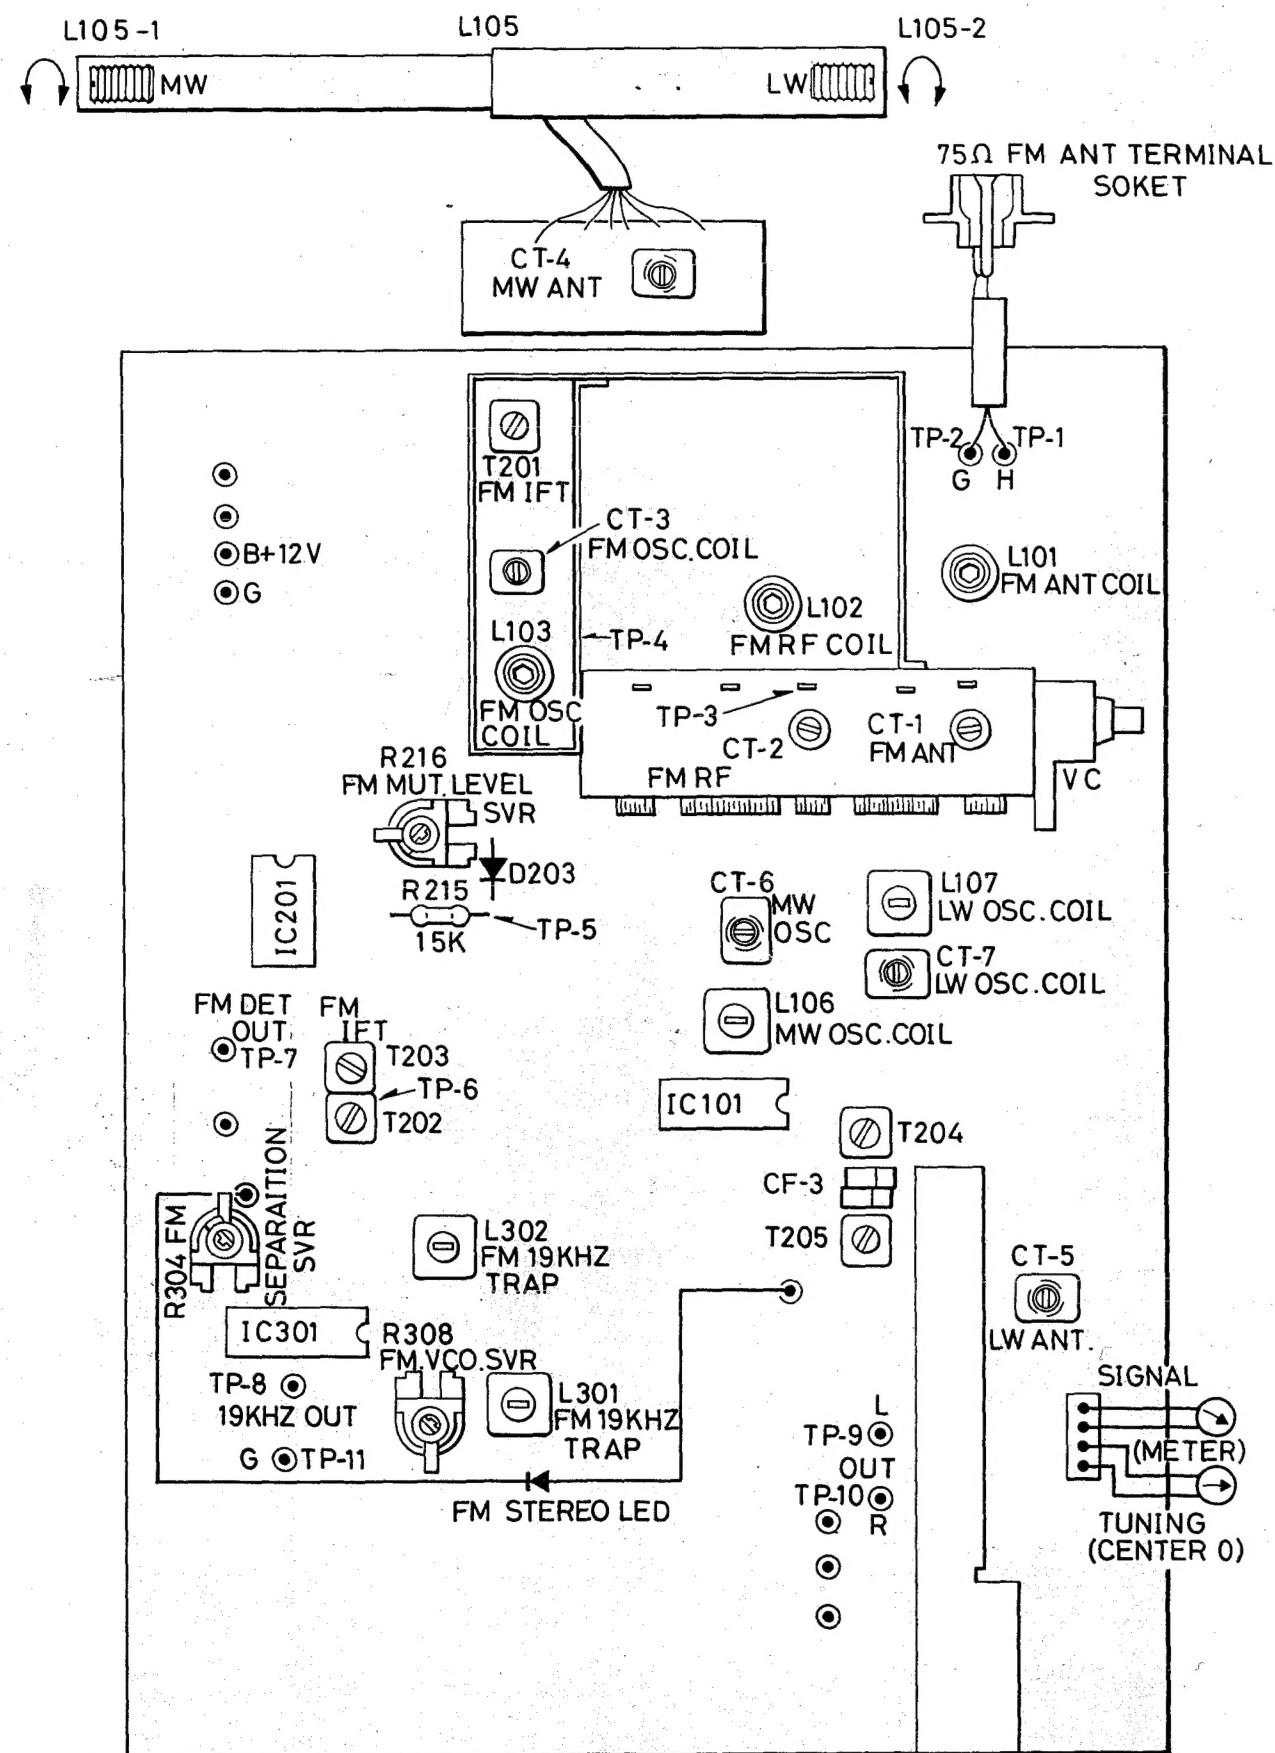 L105-1
L105
L105-2
MW
LW
75Ω FM ANT TERMINAL
SOKET
CT-4
MW ANT
TP-2
TP-1
G
H
T201
FM IFT
CT-3
FM OSC.COIL
B+12V
G
L101
FM ANT COIL
L102
FM RF COIL
L103
TP-4
FM OSC
COIL
TP-3
CT-2
CT-1
FM ANT
FM RF
VC
R216
FM MUT.LEVEL
SVR
D203
R215
15K
TP-5
IC201
CT-6
MW
OSC
L107
LW OSC.COIL
CT-7
LW OSC.COIL
L106
MW OSC.COIL
FM DET
OUT
TP-7
FM
IFT
T203
TP-6
T202
IC101
T204
CF-3
T205
R304 FM
SEPARAITION
SVR
L302
FM 19KHZ
TRAP
CT-5
LW ANT.
IC301
R308
FM.VCO.SVR
TP-8
19KHZ OUT
G
TP-11
L301
FM 19KHZ
TRAP
FM STEREO LED
L
TP-9
OUT
TP-10
R
SIGNAL
(METER)
TUNING
(CENTER 0)